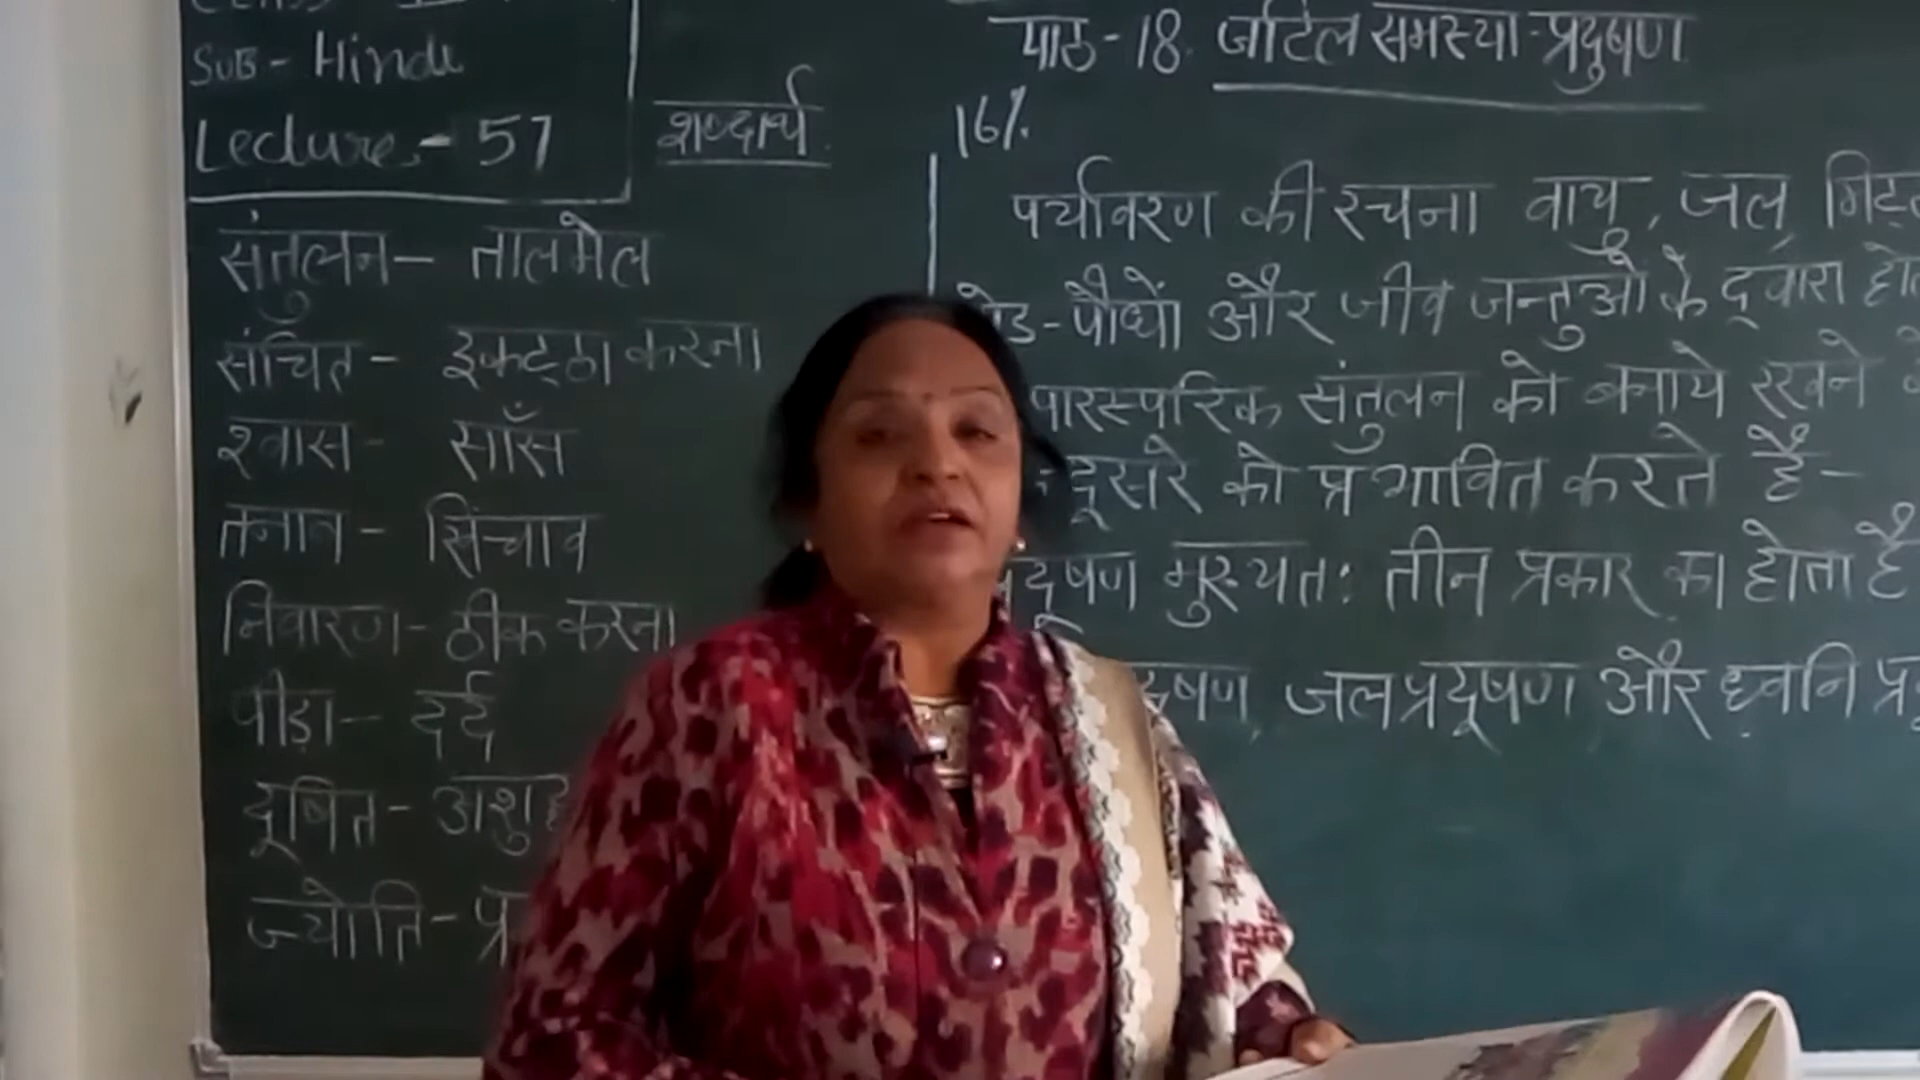 Sub - Hindi
Lecture - 57
शब्दार्थ
संतुलन - तालमेल
संचित - इकट्ठा करना
श्वास - साँस
तनाव - खिंचाव
निवारण - ठीक करना
पीड़ा - दर्द
दूषित -
ज्योति -
पाठ - 18 जटिल समस्या - प्रदुषण
16%
पर्यावरण की रचना वायु, जल,
पौधों और जीव जन्तुओं के द्वारा
पारस्परिक संतुलन को बनाये रखने
दूसरे को प्रभावित करते हैं -
मुख्यत: तीन प्रकार का होता है
जल प्रदूषण और ध्वनि